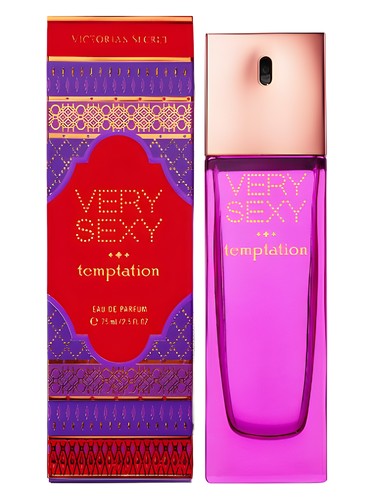 VICTORIA'S SECRET
VERY
SEXY
temptation
EAU DE PARFUM
℮ 75 ml/2.5 FL OZ
VERY
SEXY
temptation